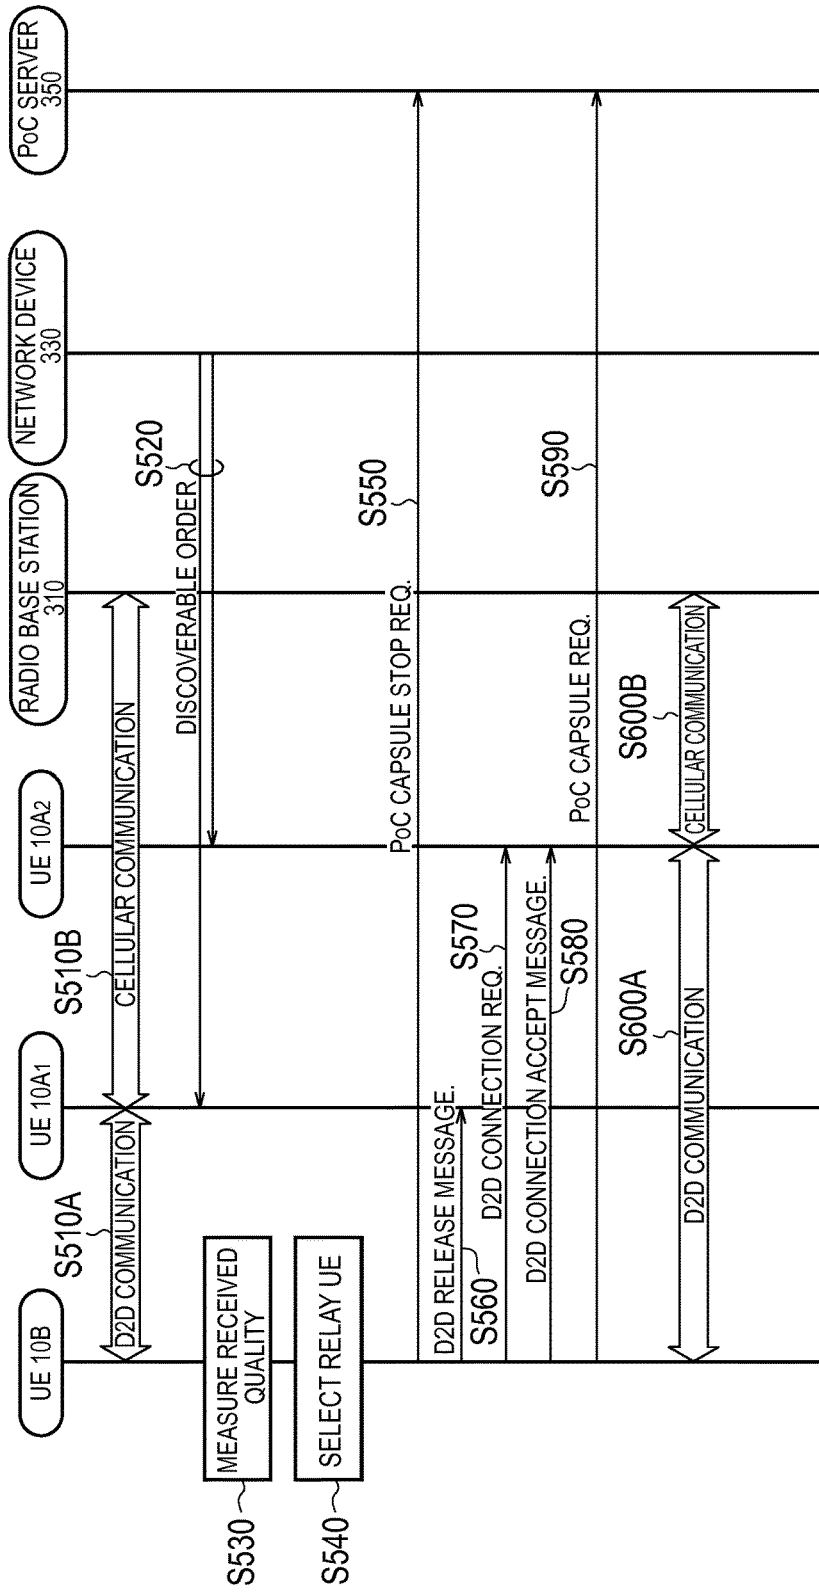 UE 10B
UE 10A1
UE 10A2
RADIO BASE STATION
310
NETWORK DEVICE
330
PoC SERVER
350
S510A
D2D COMMUNICATION
S510B
CELLULAR COMMUNICATION
DISCOVERABLE ORDER
S520
S530
MEASURE RECEIVED
QUALITY
S540
SELECT RELAY UE
PoC CAPSULE STOP REQ.
S550
D2D RELEASE MESSAGE.
S560
D2D CONNECTION REQ.
S570
D2D CONNECTION ACCEPT MESSAGE.
S580
PoC CAPSULE REQ.
S590
S600A
D2D COMMUNICATION
S600B
CELLULAR COMMUNICATION